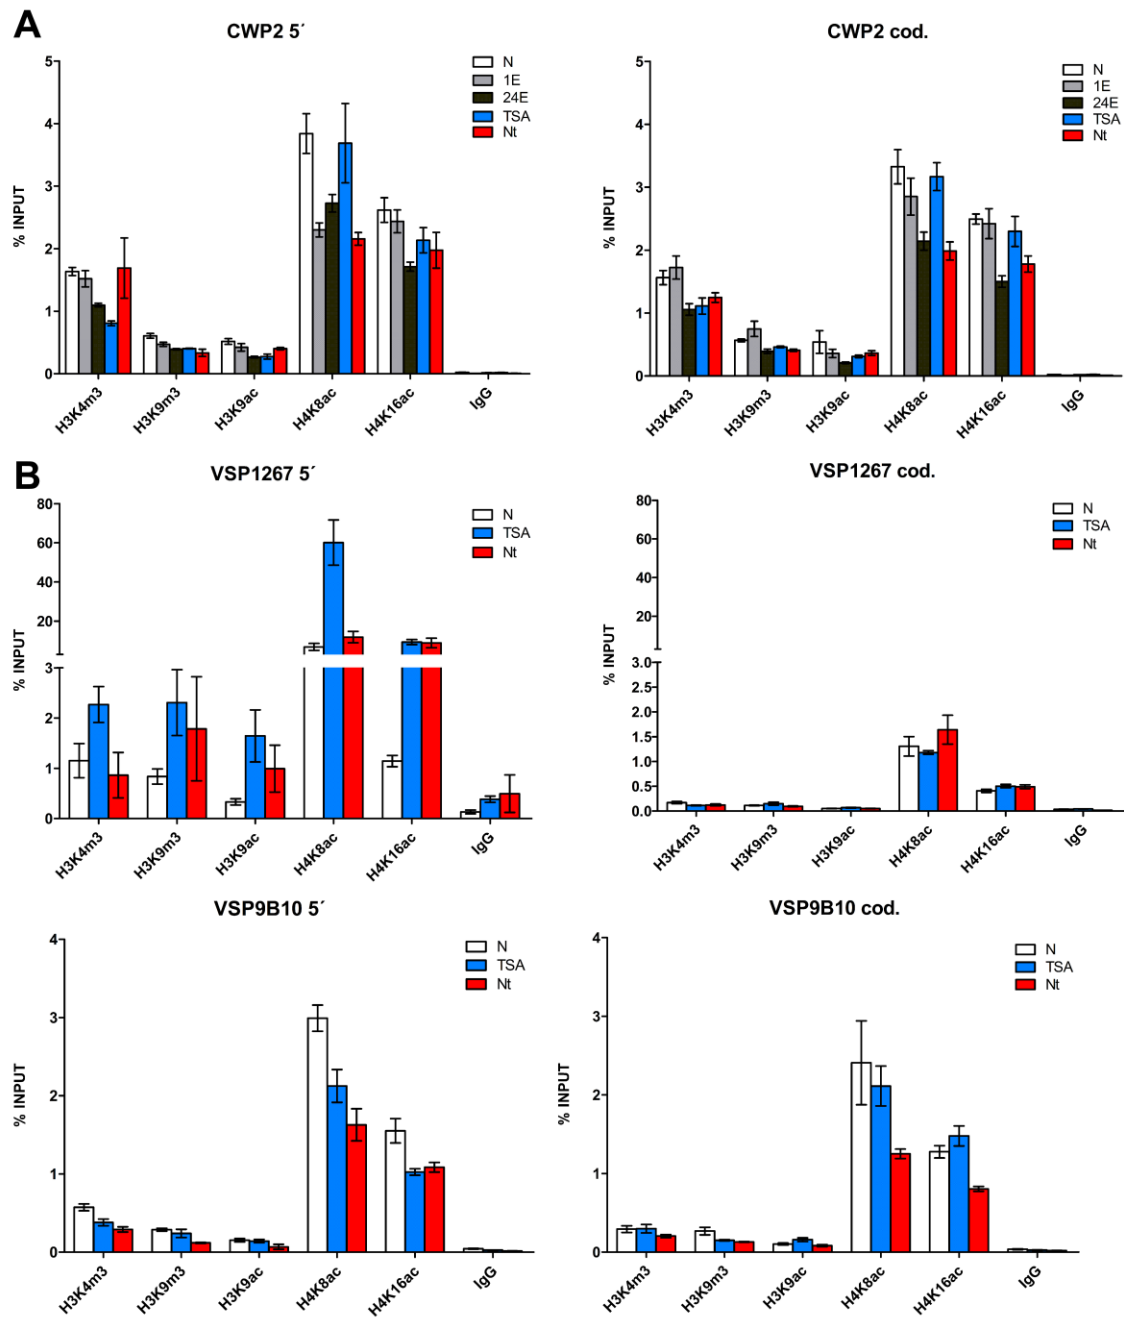 A
CWP2 5´
% INPUT
5
4
3
2
1
0
N
1E
24E
TSA
Nt
H3K4m3
H3K9m3
H3K9ac
H4K8ac
H4K16ac
IgG
CWP2 cod.
% INPUT
5
4
3
2
1
0
N
1E
24E
TSA
Nt
H3K4m3
H3K9m3
H3K9ac
H4K8ac
H4K16ac
IgG
B
VSP1267 5´
% INPUT
80
60
40
20
3
2
1
0
N
TSA
Nt
H3K4m3
H3K9m3
H3K9ac
H4K8ac
H4K16ac
IgG
VSP1267 cod.
% INPUT
80
60
40
20
3.0
2.5
2.0
1.5
1.0
0.5
0.0
N
TSA
Nt
H3K4m3
H3K9m3
H3K9ac
H4K8ac
H4K16ac
IgG
VSP9B10 5´
% INPUT
4
3
2
1
0
N
TSA
Nt
H3K4m3
H3K9m3
H3K9ac
H4K8ac
H4K16ac
IgG
VSP9B10 cod.
% INPUT
4
3
2
1
0
N
TSA
Nt
H3K4m3
H3K9m3
H3K9ac
H4K8ac
H4K16ac
IgG